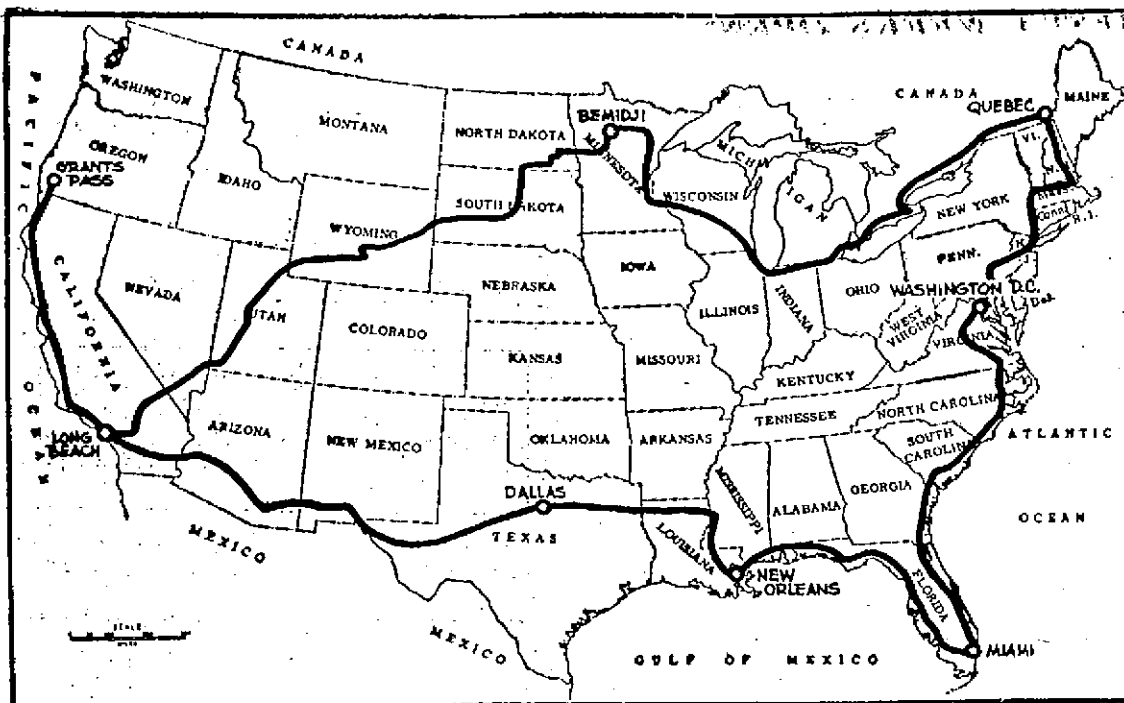 CANADA
PACIFIC
OCEAN
WASHINGTON
OREGON
GRANTS
PASS
IDAHO
MONTANA
NORTH DAKOTA
BEMIDJI
MINNESOTA
CANADA
QUEBEC
MAINE
VT.
MICHIGAN
WISCONSIN
SOUTH DAKOTA
WYOMING
NEW YORK
MASS.
CONN.
R.I.
CALIFORNIA
NEVADA
UTAH
COLORADO
NEBRASKA
IOWA
ILLINOIS
INDIANA
OHIO
PENN.
WASHINGTON D.C.
Del.
WEST
VIRGINIA
VIRGINIA
KANSAS
MISSOURI
KENTUCKY
LONG
BEACH
ARIZONA
NEW MEXICO
OKLAHOMA
ARKANSAS
TENNESSEE
NORTH CAROLINA
SOUTH
CAROLINA
ATLANTIC
OCEAN
DALLAS
TEXAS
LOUISIANA
MISSISSIPPI
ALABAMA
GEORGIA
MEXICO
NEW
ORLEANS
FLORIDA
SCALE
MEXICO
GULF OF MEXICO
MIAMI